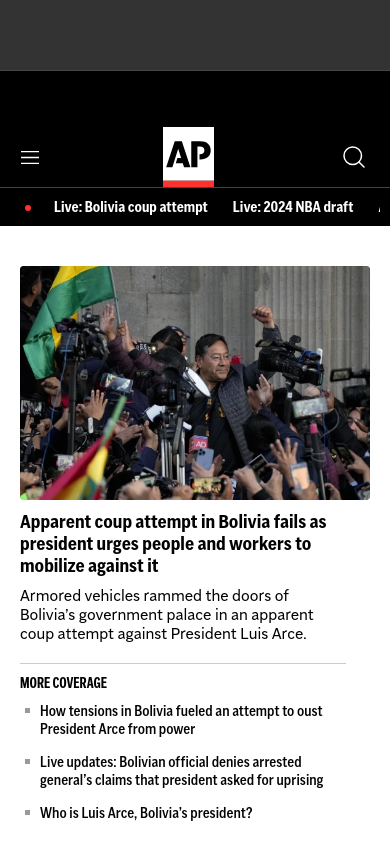 AP
Live: Bolivia coup attempt
Live: 2024 NBA draft
AD
Apparent coup attempt in Bolivia fails as
president urges people and workers to
mobilize against it
Armored vehicles rammed the doors of
Bolivia's government palace in an apparent
coup attempt against President Luis Arce.
MORE COVERAGE
How tensions in Bolivia fueled an attempt to oust
President Arce from power
Live updates: Bolivian official denies arrested
general's claims that president asked for uprising
Who is Luis Arce, Bolivia's president?